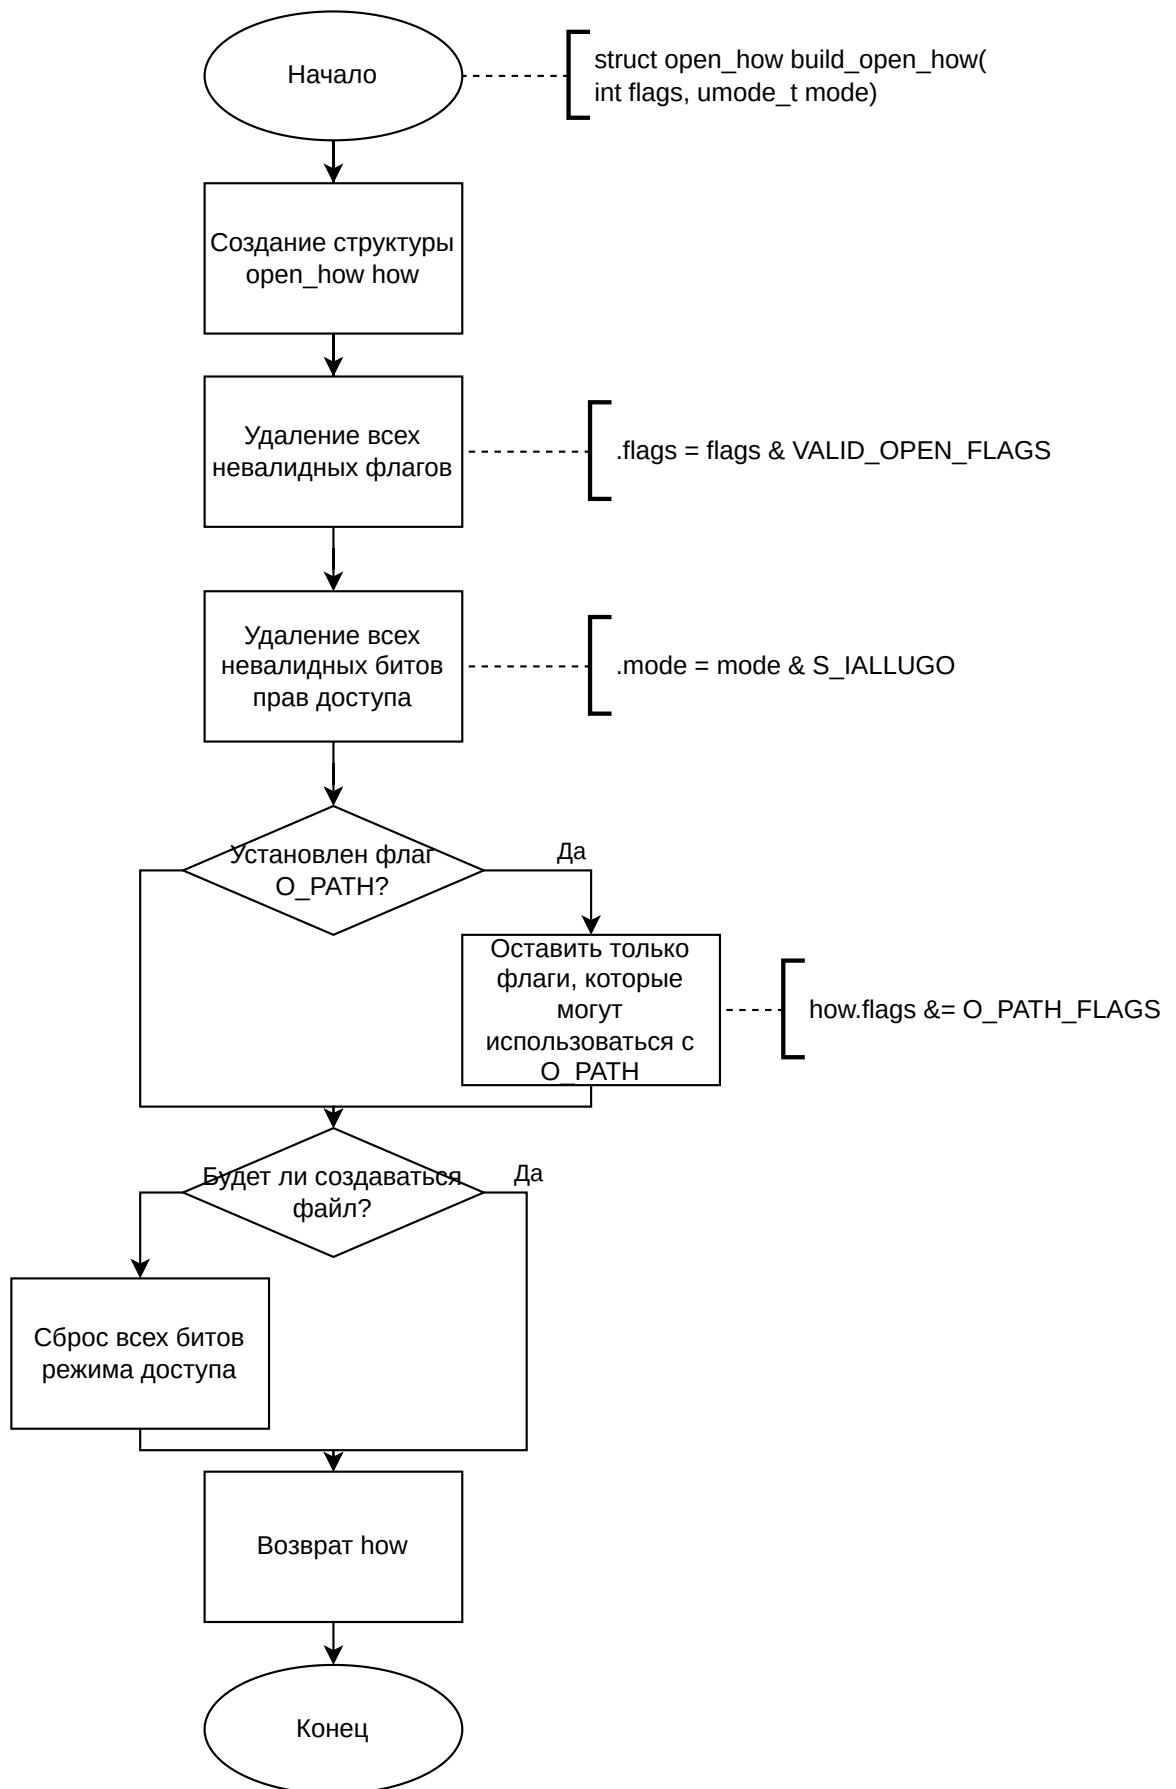 Начало
struct open_how build_open_how(
int flags, umode_t mode)
Создание структуры
open_how how
Удаление всех
невалидных флагов
.flags = flags & VALID_OPEN_FLAGS
Удаление всех
невалидных битов
прав доступа
.mode = mode & S_IALLUGO
Установлен флаг
O_PATH?
Да
Оставить только
флаги, которые
могут
использоваться с
O_PATH
how.flags &= O_PATH_FLAGS
Будет ли создаваться
файл?
Да
Сброс всех битов
режима доступа
Возврат how
Конец